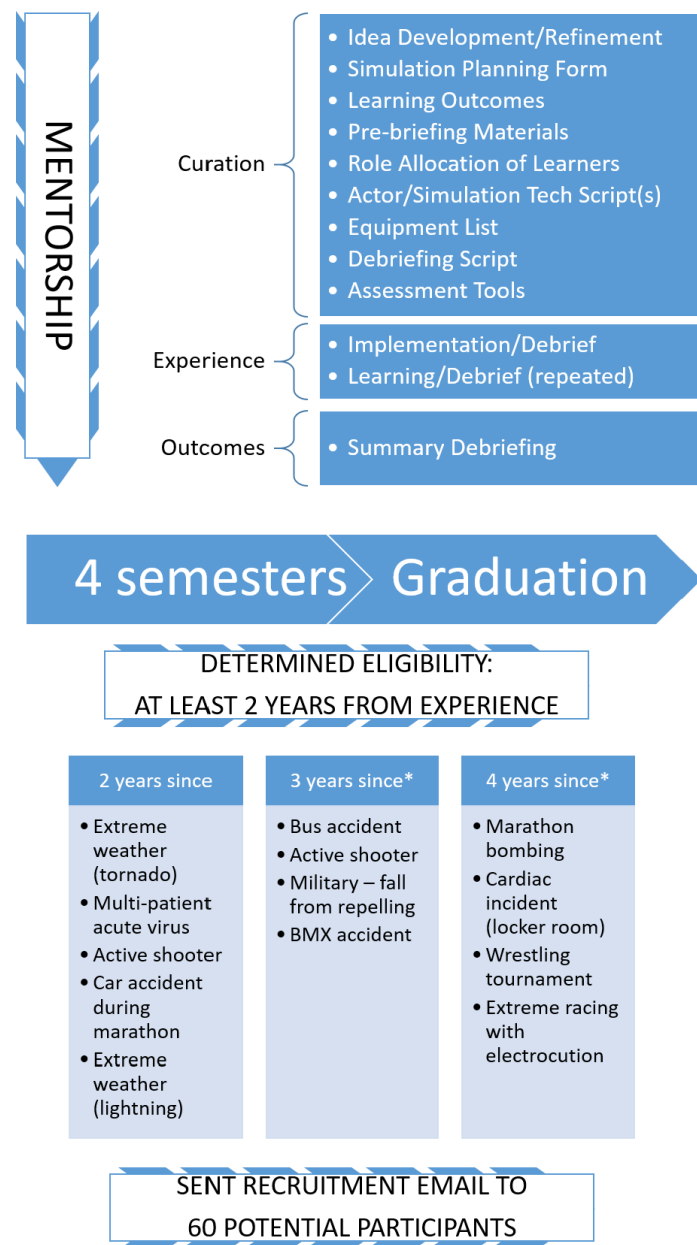 MENTORSHIP
Curation
• Idea Development/Refinement
• Simulation Planning Form
• Learning Outcomes
• Pre-briefing Materials
• Role Allocation of Learners
• Actor/Simulation Tech Script(s)
• Equipment List
• Debriefing Script
• Assessment Tools
Experience
• Implementation/Debrief
• Learning/Debrief (repeated)
Outcomes
• Summary Debriefing
4 semesters
Graduation
DETERMINED ELIGIBILITY:
AT LEAST 2 YEARS FROM EXPERIENCE
2 years since
• Extreme
weather
(tornado)
• Multi-patient
acute virus
• Active shooter
• Car accident
during
marathon
• Extreme
weather
(lightning)
3 years since*
• Bus accident
• Active shooter
• Military – fall
from repelling
• BMX accident
4 years since*
• Marathon
bombing
• Cardiac
incident
(locker room)
• Wrestling
tournament
• Extreme racing
with
electrocution
SENT RECRUITMENT EMAIL TO
60 POTENTIAL PARTICIPANTS